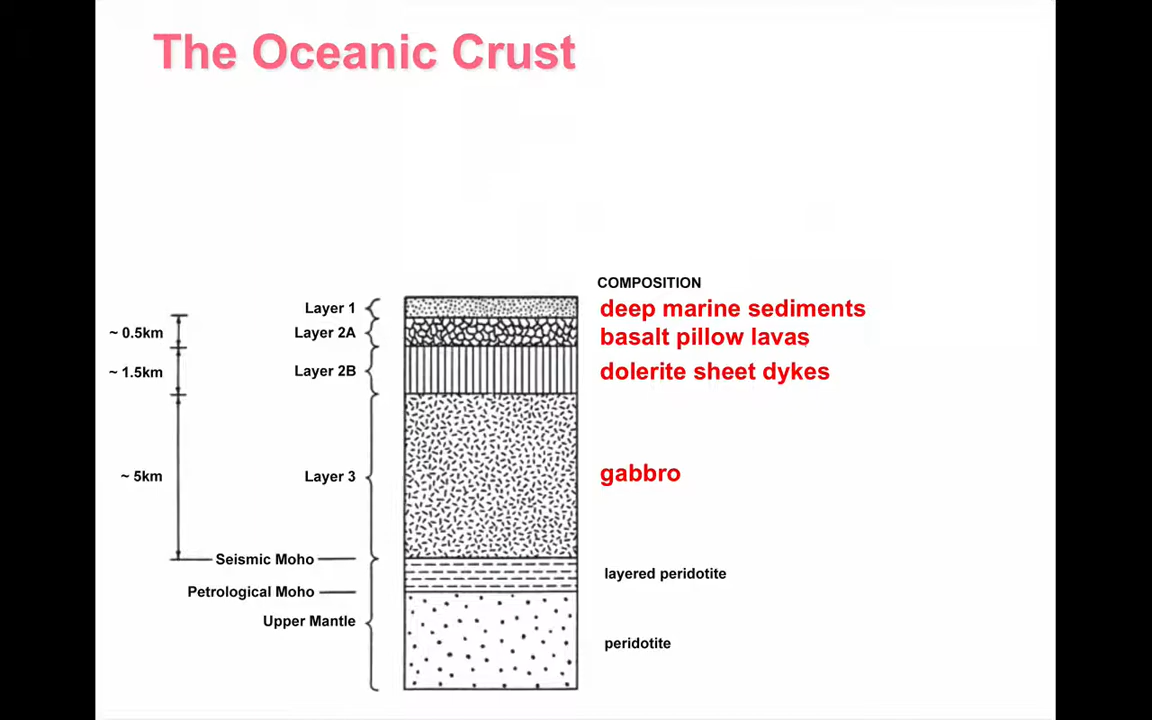 The Oceanic Crust
COMPOSITION
Layer 1 deep marine sediments
~ 0.5km Layer 2A basalt pillow lavas
~ 1.5km Layer 2B dolerite sheet dykes
~ 5km Layer 3 gabbro
Seismic Moho
layered peridotite
Petrological Moho
Upper Mantle
peridotite